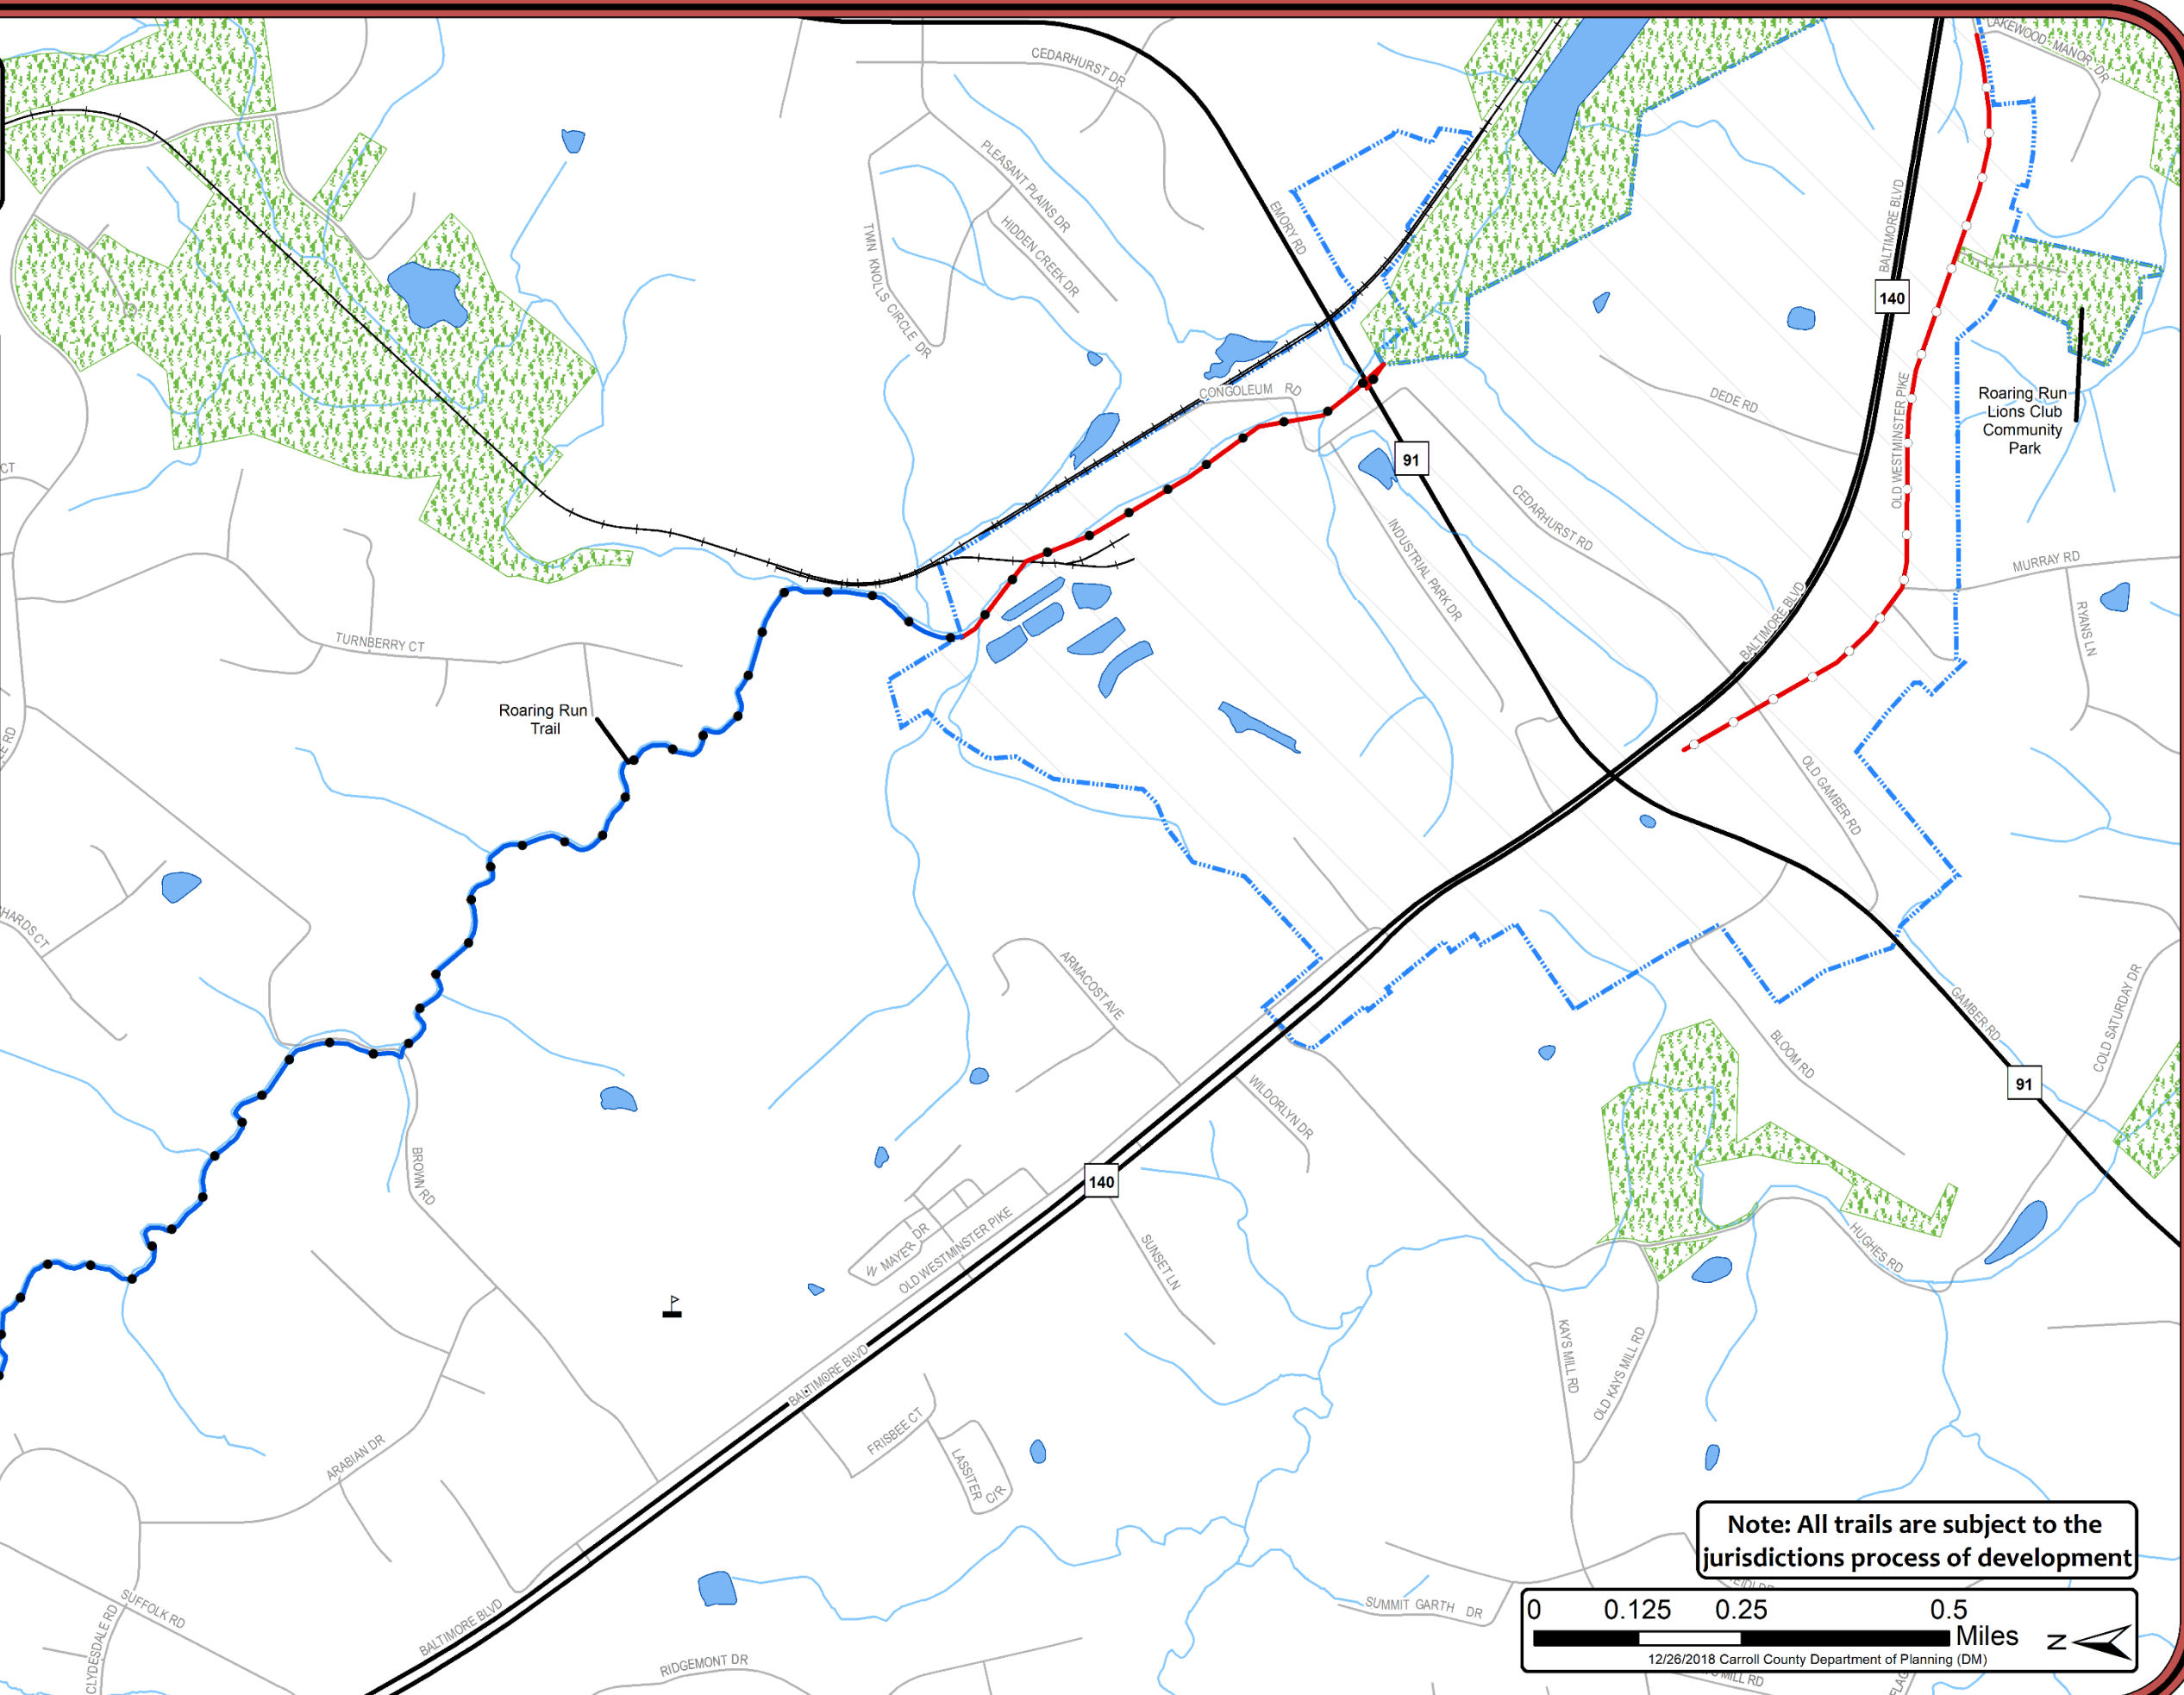 LAKEWOOD-MANOR DR
CEDARHURST DR
PLEASANT PLAINS DR
HIDDEN CREEK DR
TWIN KNOLLS CIRCLE DR
EMORY RD
BALTIMORE BLVD
140
CONGOLEUM RD
DEDE RD
OLD WESTMINSTER PIKE
Roaring Run
Lions Club
Community
Park
91
CEDARHURST RD
INDUSTRIAL PARK DR
CT
MURRAY RD
RYANS LN
BALTIMORE BLVD
TURNBERRY CT
Roaring Run
Trail
OLD GAMBER RD
ARMACOST AVE
GAMBER RD
COLD SATURDAY DR
BLOOM RD
91
WILDORLYN DR
BROWN RD
140
W MAYER DR
OLD WESTMINSTER PIKE
SUNSET LN
HUGHES RD
KAYS MILL RD
OLD KAYS MILL RD
BALTIMORE BLVD
FRISBEE CT
LASSITER CIR
ARABIAN DR
SUFFOLK RD
CLYDESDALE RD
BALTIMORE BLVD
RIDGEMONT DR
SUMMIT GARTH DR
Note: All trails are subject to the
jurisdictions process of development
0 0.125 0.25 0.5
Miles
N
12/26/2018 Carroll County Department of Planning (DM)
MILL RD